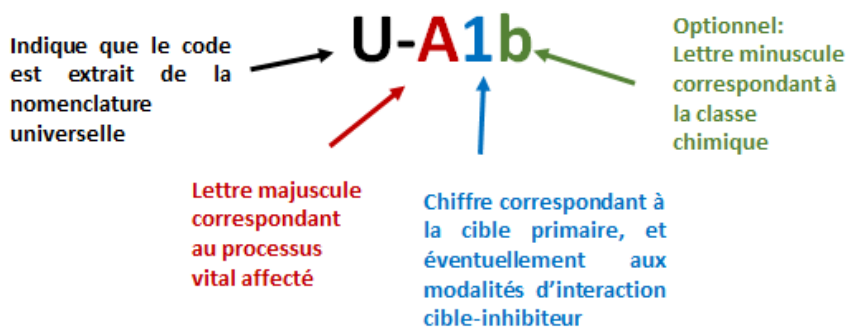 U-A1b
Indique que le code
est extrait de la
nomenclature
universelle
Optionnel:
Lettre minuscule
correspondant à
la classe
chimique
Lettre majuscule
correspondant
au processus
vital affecté
Chiffre correspondant à
la cible primaire, et
éventuellement aux
modalités d'interaction
cible-inhibiteur